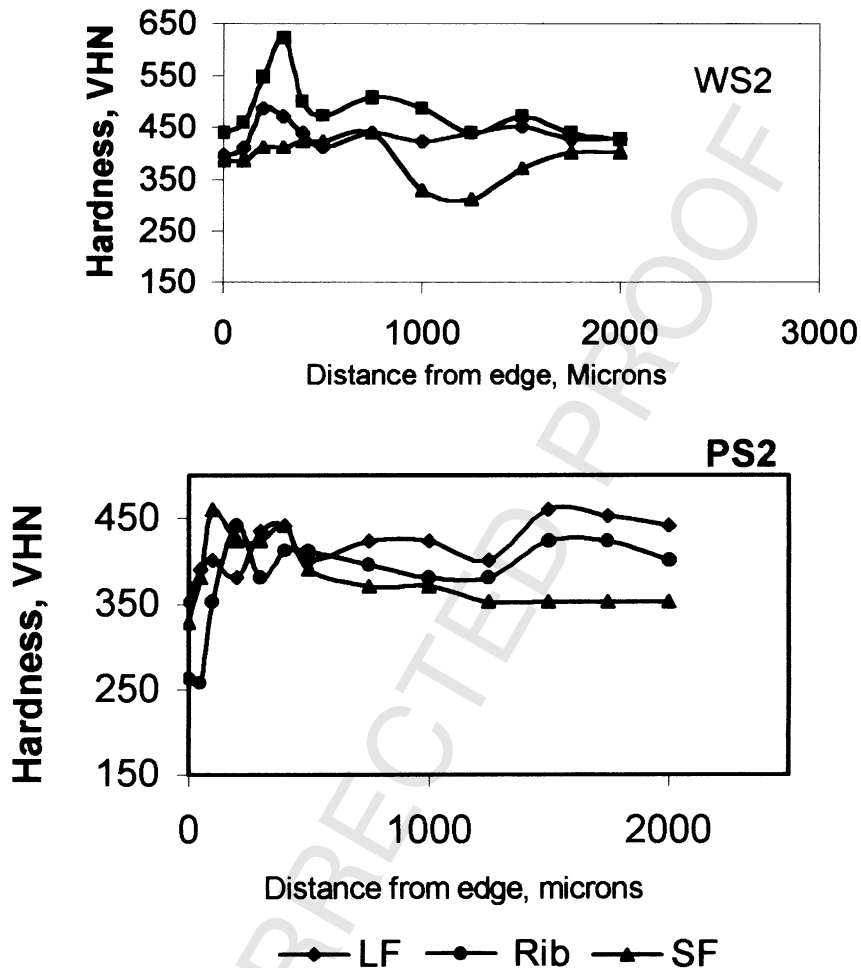 650
550
450
350
250
150
Hardness, VHN
WS2
0 1000 2000 3000
Distance from edge, Microns
PS2
450
350
250
150
Hardness, VHN
0 1000 2000
Distance from edge, microns
LF Rib SF
RRECTED PROOF